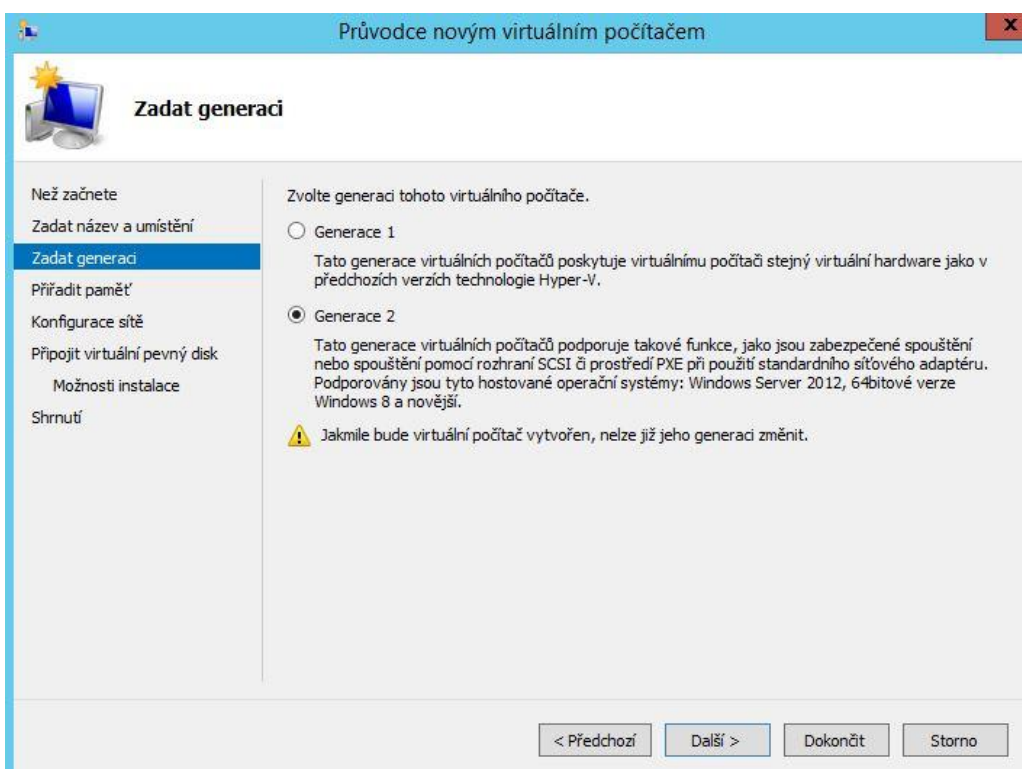 Průvodce novým virtuálním počítačem
x
Zadat generaci
Než začnete
Zadat název a umístění
Zadat generaci
Přiřadit paměť
Konfigurace sítě
Připojit virtuální pevný disk
Možnosti instalace
Shrnutí
Zvolte generaci tohoto virtuálního počítače.
Generace 1
Tato generace virtuálních počítačů poskytuje virtuálnímu počítači stejný virtuální hardware jako v
předchozích verzích technologie Hyper-V.
Generace 2
Tato generace virtuálních počítačů podporuje takové funkce, jako jsou zabezpečené spouštění
nebo spouštění pomocí rozhraní SCSI či prostředí PXE při použití standardního síťového adaptéru.
Podporovány jsou tyto hostované operační systémy: Windows Server 2012, 64bitové verze
Windows 8 a novější.
Jakmile bude virtuální počítač vytvořen, nelze již jeho generaci změnit.
< Předchozí
Další >
Dokončit
Storno